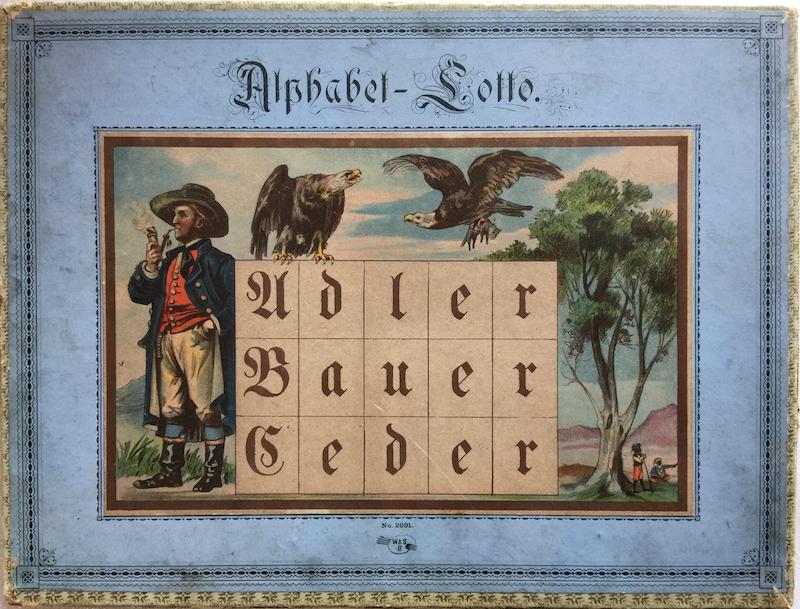 Alphabet-Lotto.
Adler
Bauer
Ceder
No. 2091.
W&S
B